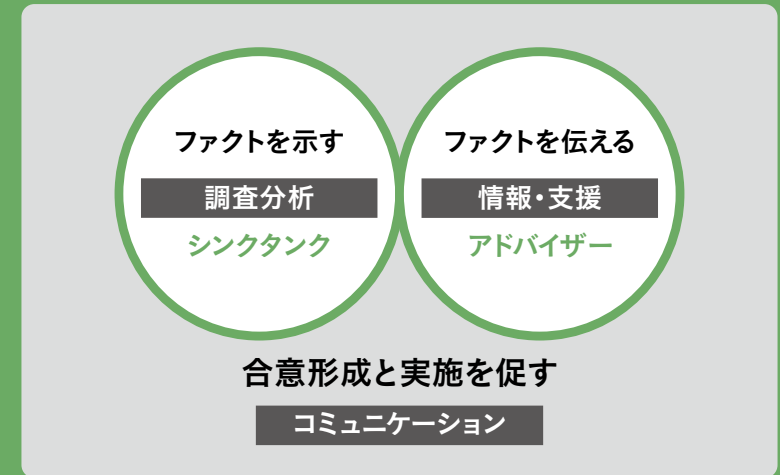 ファクトを示す
調査分析
シンクタンク
ファクトを伝える
情報・支援
アドバイザー
合意形成と実施を促す
コミュニケーション